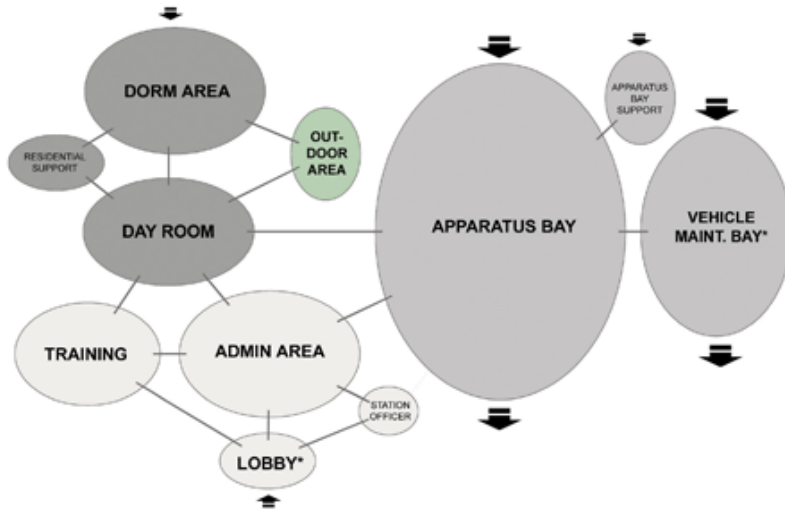 DORM AREA
RESIDENTIAL
SUPPORT
OUT-
DOOR
AREA
DAY ROOM
APPARATUS BAY
APPARATUS
BAY
SUPPORT
VEHICLE
MAINT. BAY*
TRAINING
ADMIN AREA
STATION
OFFICER
LOBBY*